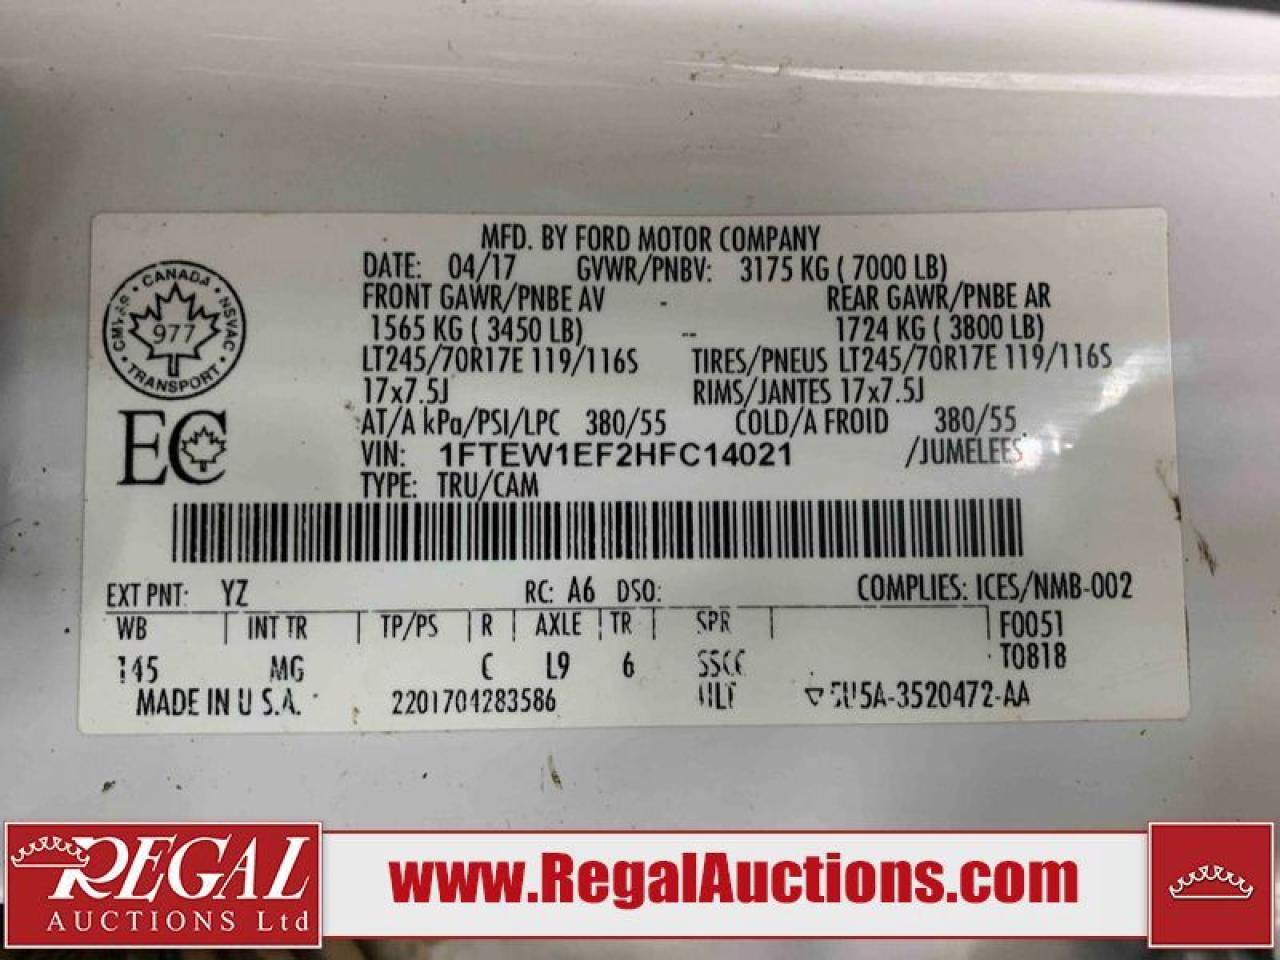 MFD. BY FORD MOTOR COMPANY
DATE: 04/17 GVWR/PNBV: 3175 KG ( 7000 LB)
FRONT GAWR/PNBE AV - REAR GAWR/PNBE AR
1565 KG ( 3450 LB) -- 1724 KG ( 3800 LB)
LT245/70R17E 119/116S TIRES/PNEUS LT245/70R17E 119/116S
17x7.5J RIMS/JANTES 17x7.5J
AT/A kPa/PSI/LPC 380/55 COLD/A FROID 380/55
VIN: 1FTEW1EF2HFC14021 /JUMELEES
TYPE: TRU/CAM
CANADA NSVAC TRANSPORT CMVSS
977
EC
EXT PNT: YZ RC: A6 DSO: COMPLIES: ICES/NMB-002
WB INT TR TP/PS R AXLE TR SPR F0051
145 MG C L9 6 T0818
MADE IN U.S.A. 2201704283586 5U5A-3520472-AA
REGAL
AUCTIONS Ltd
www.RegalAuctions.com